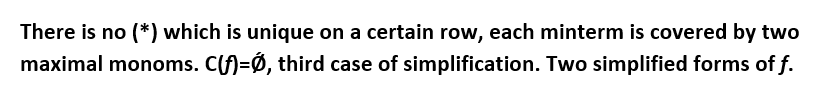 There is no (*) which is unique on a certain row, each minterm is covered by two
maximal monoms. C(f)=Ǿ, third case of simplification. Two simplified forms of f.